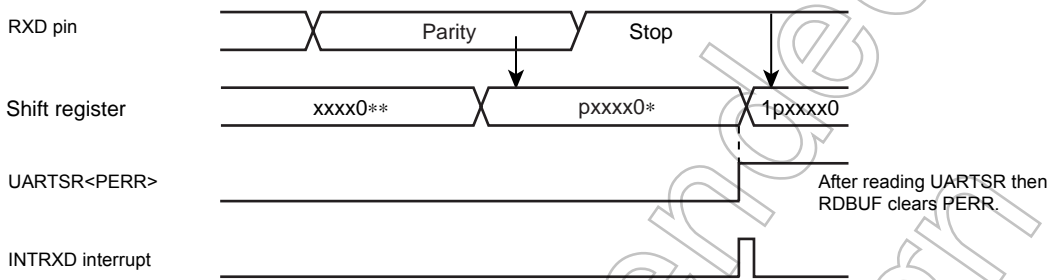 RXD pin
Parity
Stop
Shift register
xxxx0**
pxxxx0*
1pxxxx0
UARTSR<PERR>
After reading UARTSR then
RDBUF clears PERR.
INTRXD interrupt